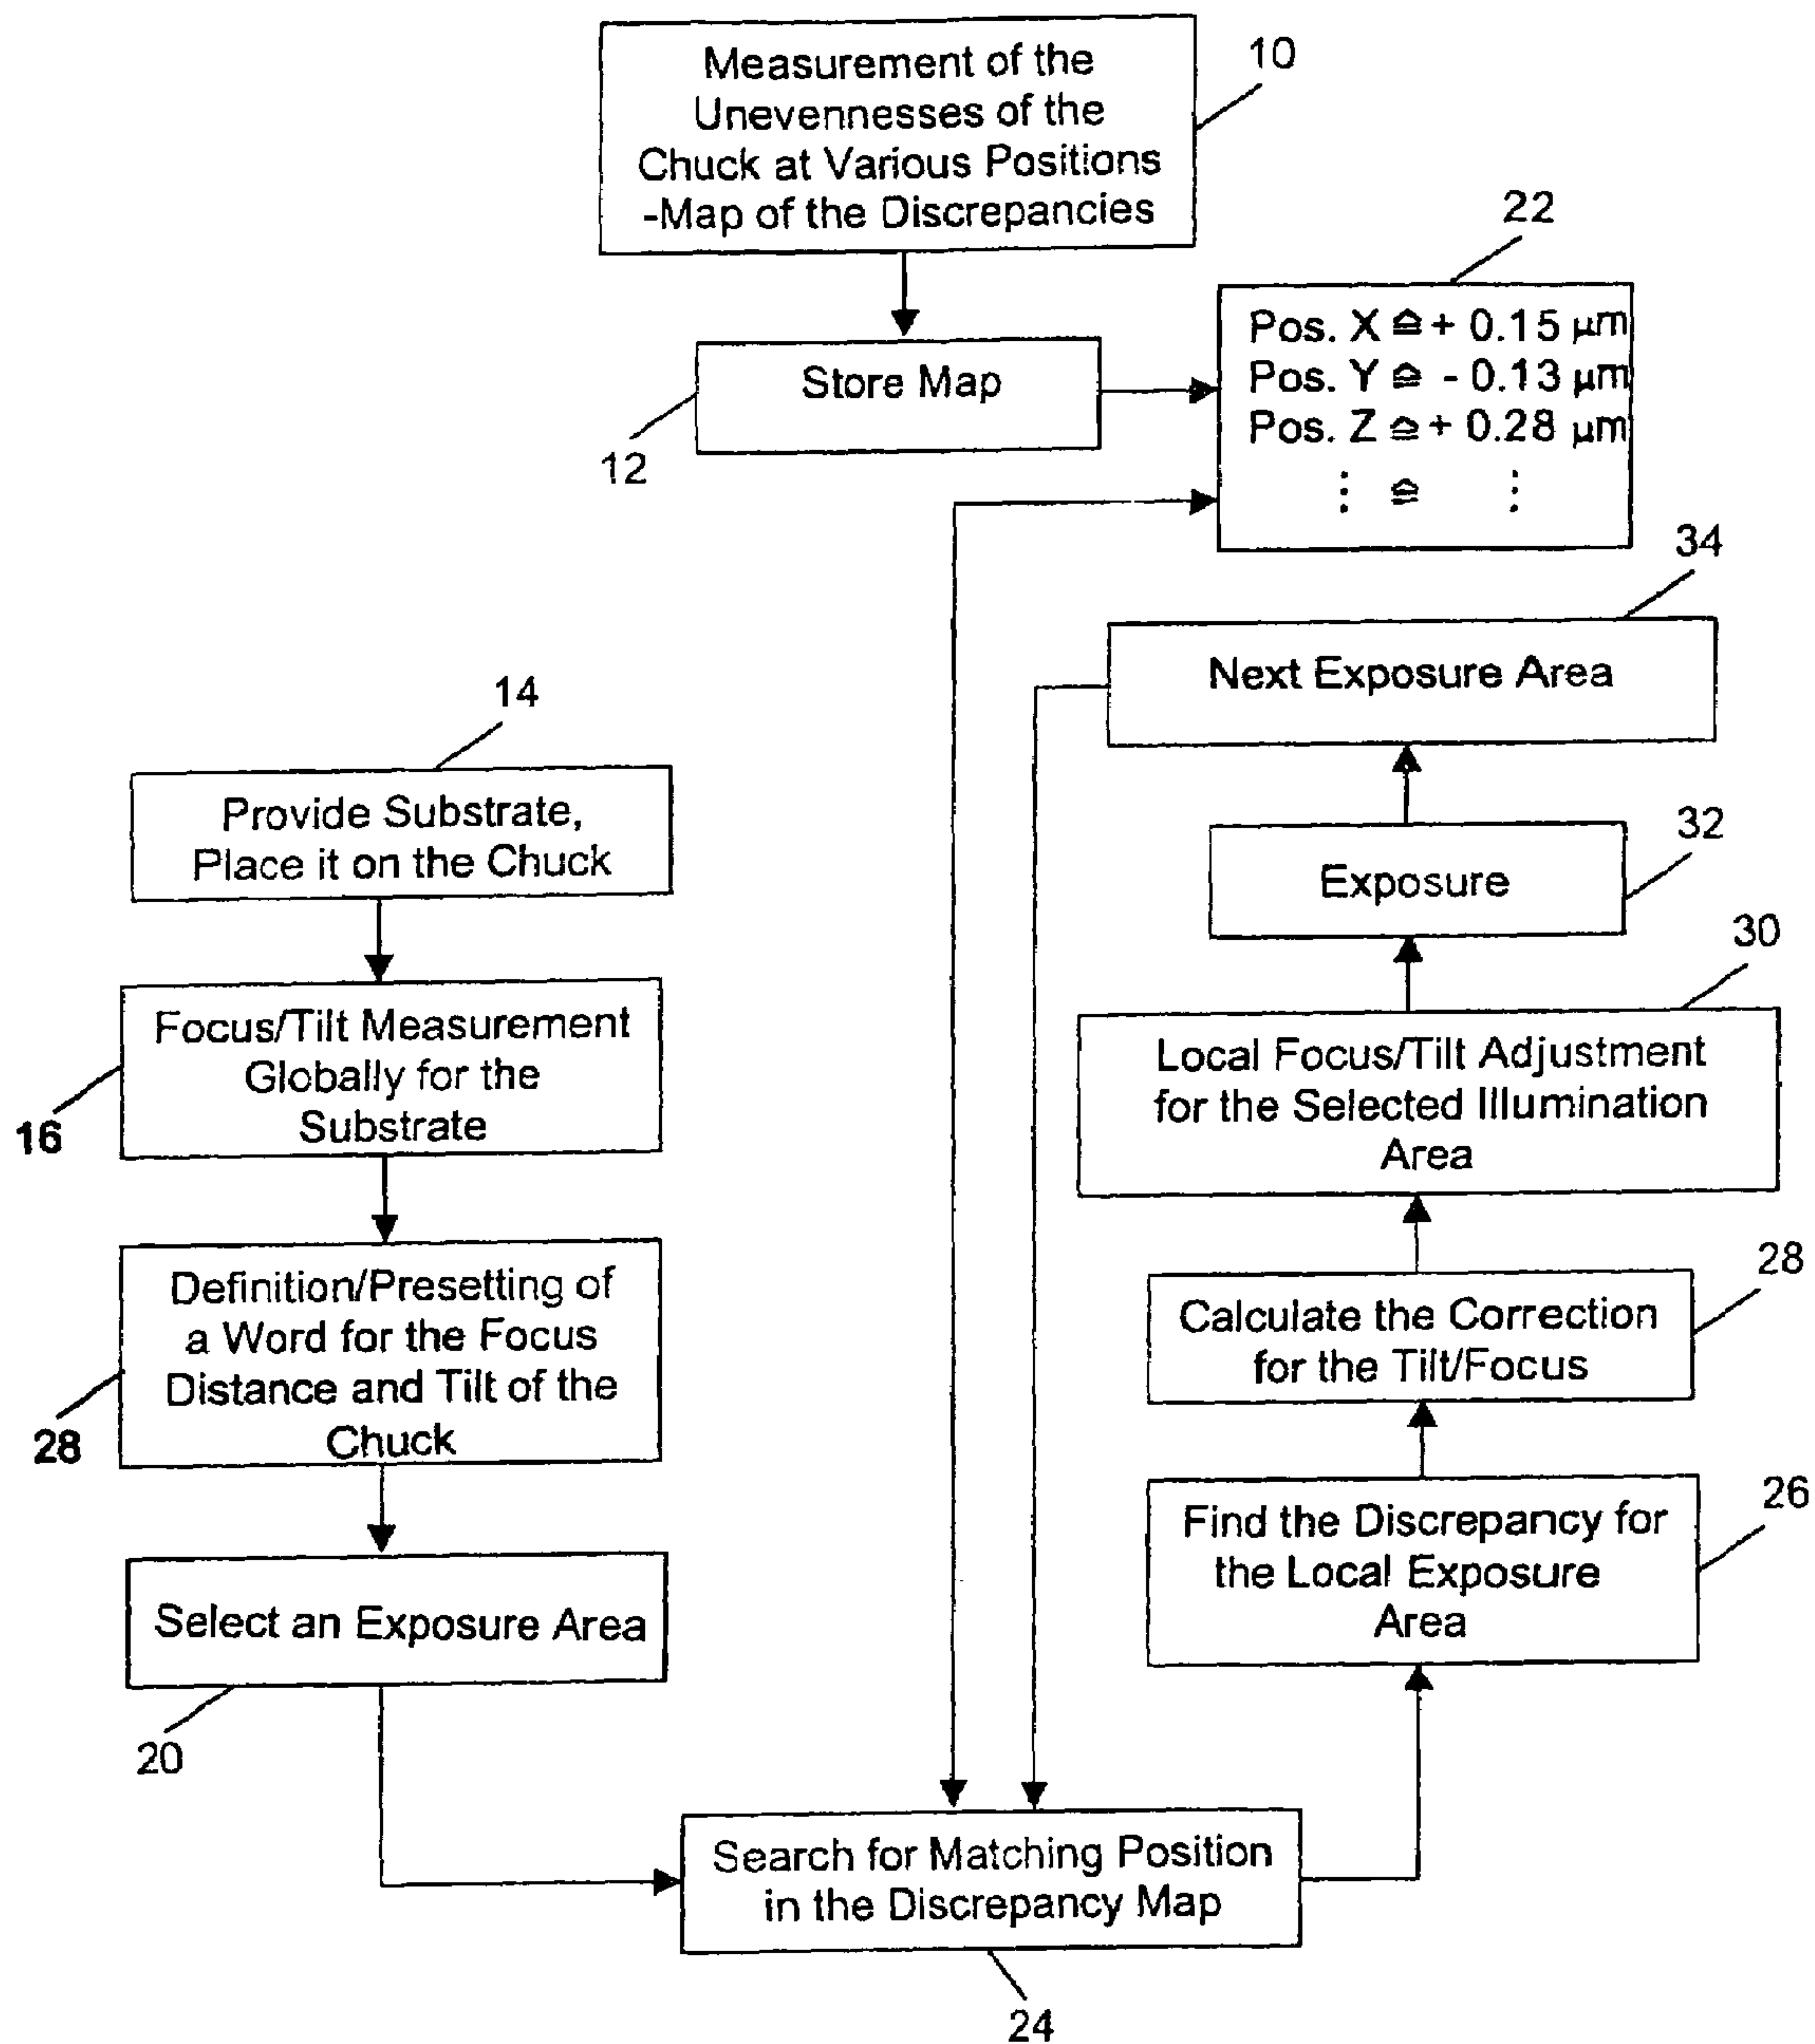 Measurement of the
Unevennesses of the
Chuck at Various Positions
-Map of the Discrepancies
10
Store Map
12
22
Pos. X ≙ + 0.15 µm
Pos. Y ≙ - 0.13 µm
Pos. Z ≙ + 0.28 µm
⋮ ≙ ⋮
14
Provide Substrate,
Place it on the Chuck
Focus/Tilt Measurement
Globally for the
Substrate
16
Definition/Presetting of
a Word for the Focus
Distance and Tilt of the
Chuck
28
Select an Exposure Area
20
Search for Matching Position
in the Discrepancy Map
24
Find the Discrepancy for
the Local Exposure
Area
26
Calculate the Correction
for the Tilt/Focus
28
Local Focus/Tilt Adjustment
for the Selected Illumination
Area
30
Exposure
32
Next Exposure Area
34